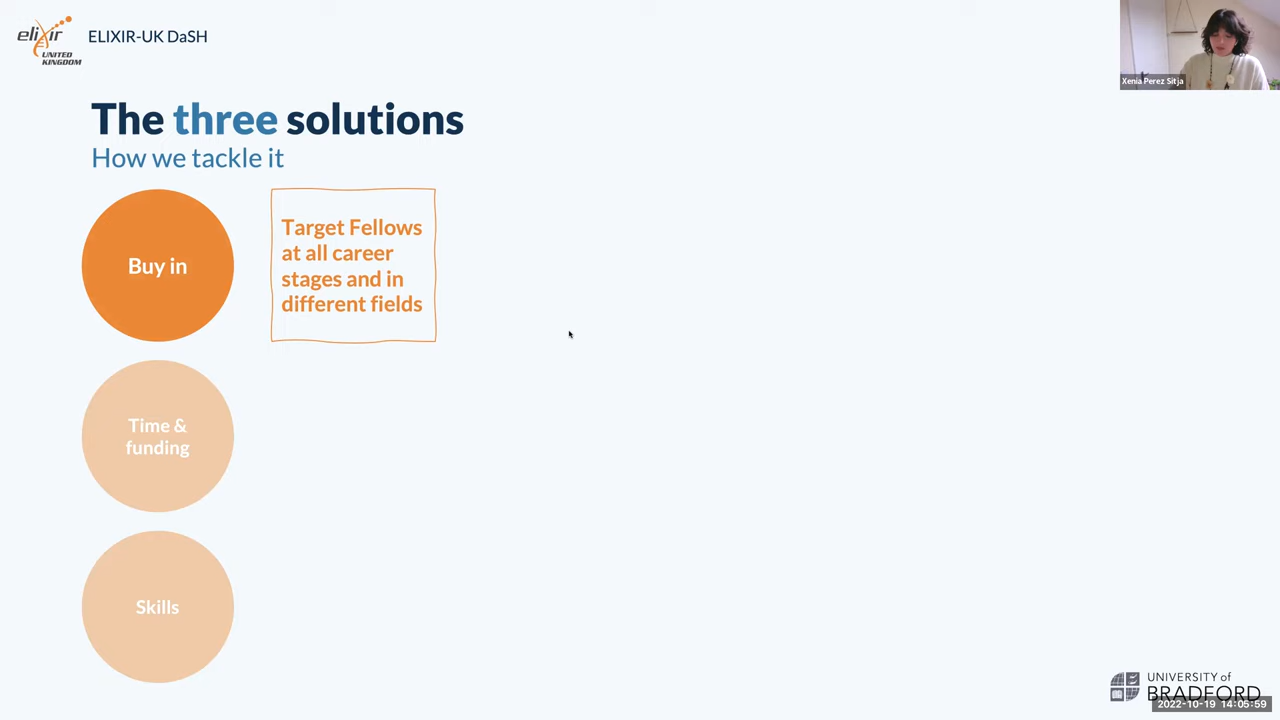 elixir
UNITED
KINGDOM
ELIXIR-UK DaSH
Xenia Perez Sitja
The three solutions
How we tackle it
Buy in
Target Fellows
at all career
stages and in
different fields
Time &
funding
Skills
UNIVERSITY of
BRADFORD
2022-10-19 14:05:59